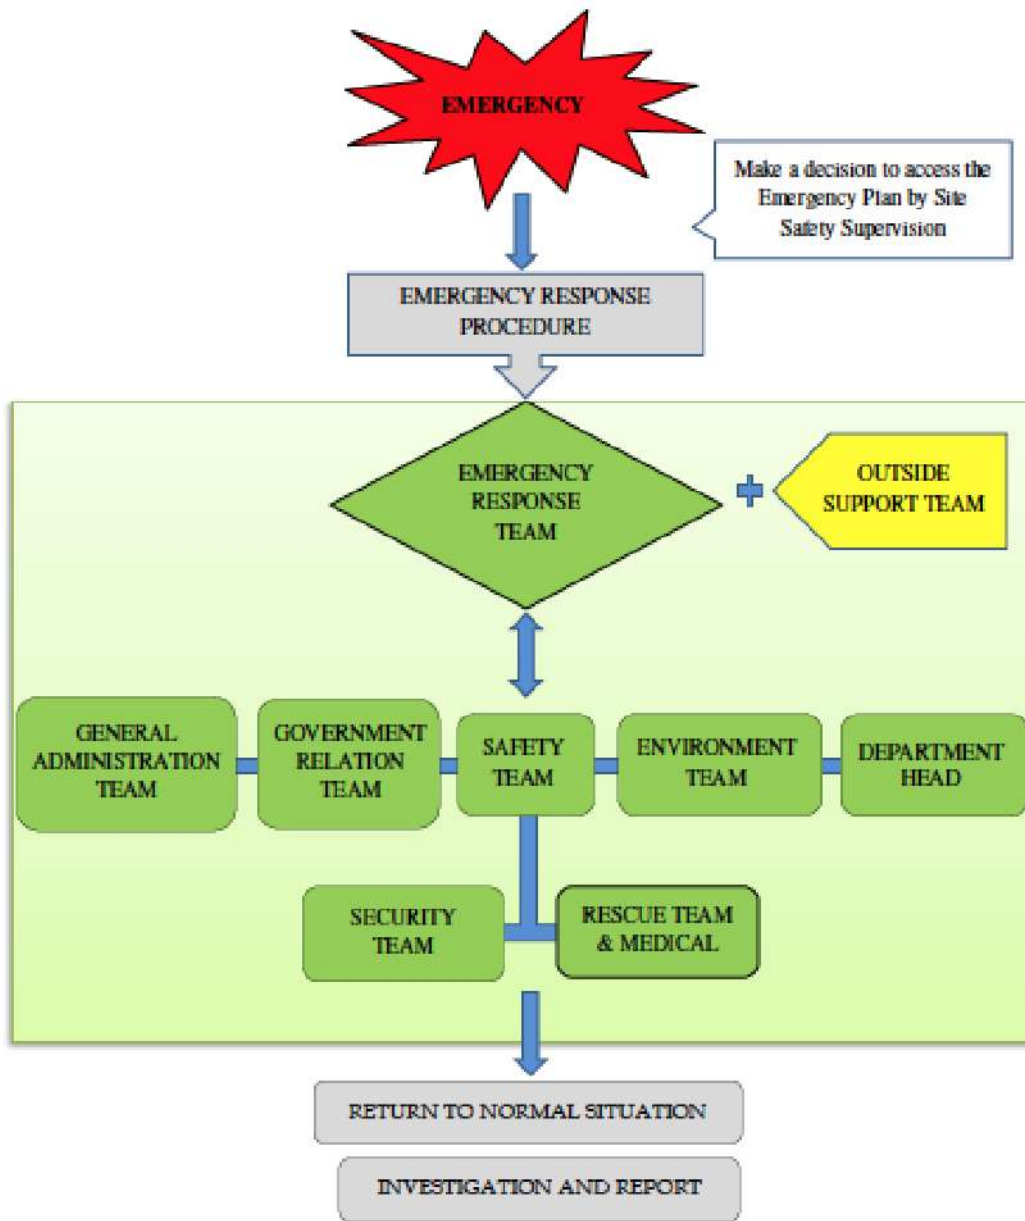 EMERGENCY
Make a decision to access the
Emergency Plan by Site
Safety Supervision
EMERGENCY RESPONSE
PROCEDURE
EMERGENCY
RESPONSE
TEAM
OUTSIDE
SUPPORT TEAM
GENERAL
ADMINISTRATION
TEAM
GOVERNMENT
RELATION
TEAM
SAFETY
TEAM
ENVIRONMENT
TEAM
DEPARTMENT
HEAD
SECURITY
TEAM
RESCUE TEAM
& MEDICAL
RETURN TO NORMAL SITUATION
INVESTIGATION AND REPORT